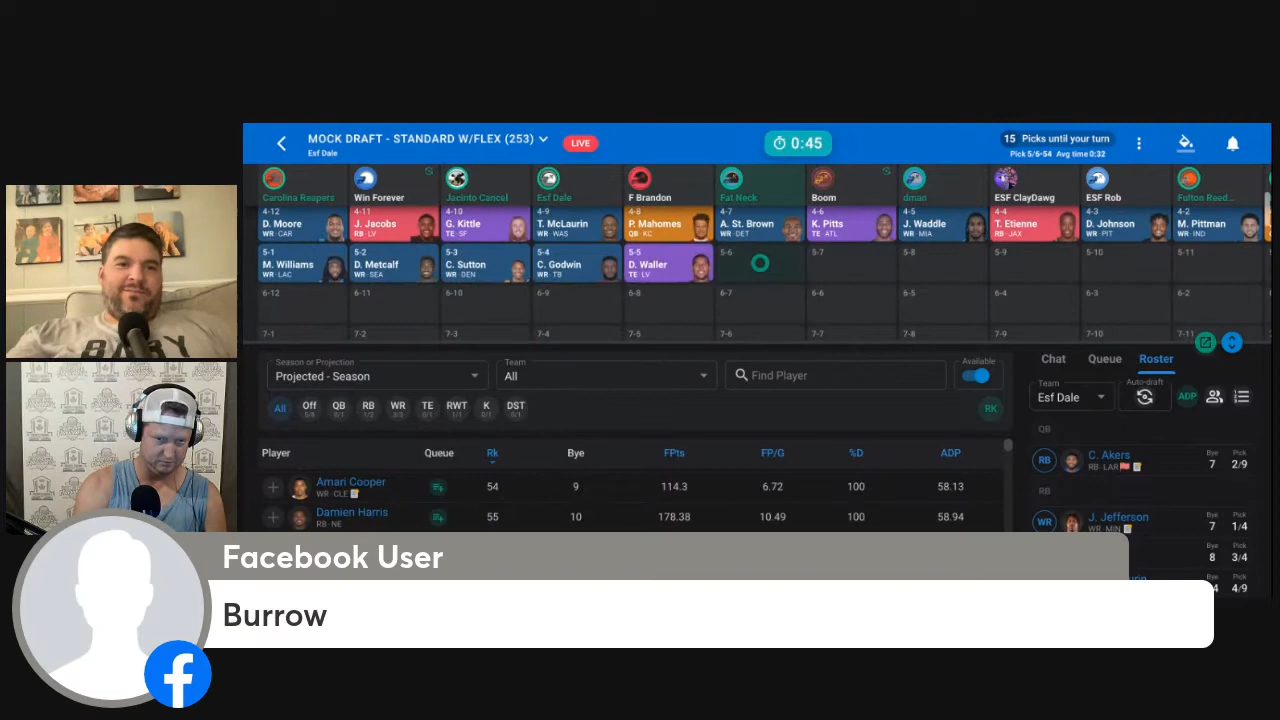 MOCK DRAFT - STANDARD W/FLEX (253)
LIVE
Esf Dale
0:45
15 Picks until your turn
Pick 5/6-54 Avg time 0:32
Carolina Reapers
Win Forever
Jacinto Cancel
Esf Dale
F Brandon
Fat Neck
Boom
dman
ESF ClayDawg
ESF Rob
Fulton Reed...
4-12 4-11 4-10 4-9 4-8 4-7 4-6 4-5 4-4 4-3 4-2
D. Moore J. Jacobs G. Kittle T. McLaurin P. Mahomes A. St. Brown K. Pitts J. Waddle T. Etienne D. Johnson M. Pittman
WR·CAR RB·LV TE·SF WR·WAS QB·KC WR·DET TE·ATL WR·MIA RB·JAX WR·PIT WR·IND
5-1 5-2 5-3 5-4 5-5 5-6 5-7 5-8 5-9 5-10 5-11
M. Williams D. Metcalf C. Sutton C. Godwin D. Waller
WR·LAC WR·SEA WR·DEN WR·TB TE·LV
6-12 6-11 6-10 6-9 6-8 6-7 6-6 6-5 6-4 6-3 6-2
7-1 7-2 7-3 7-4 7-5 7-6 7-7 7-8 7-9 7-10 7-11
Season or Projection
Projected - Season
Team
All
Find Player
Available
Chat Queue Roster
Team
Esf Dale
Auto-draft
ADP
All Off QB RB WR TE RWT K DST
RK
Player Queue Rk Bye FPts FP/G %D ADP
Amari Cooper 54 9 114.3 6.72 100 58.13
WR·CLE
Damien Harris 55 10 178.38 10.49 100 58.94
RB·NE
QB
RB C. Akers Bye 7 Pick 2/9
RB·LAR
RB
WR J. Jefferson Bye 7 Pick 1/4
WR·MIN
Bye 8 Pick 3/4
Bye Pick 4/9
Facebook User
Burrow